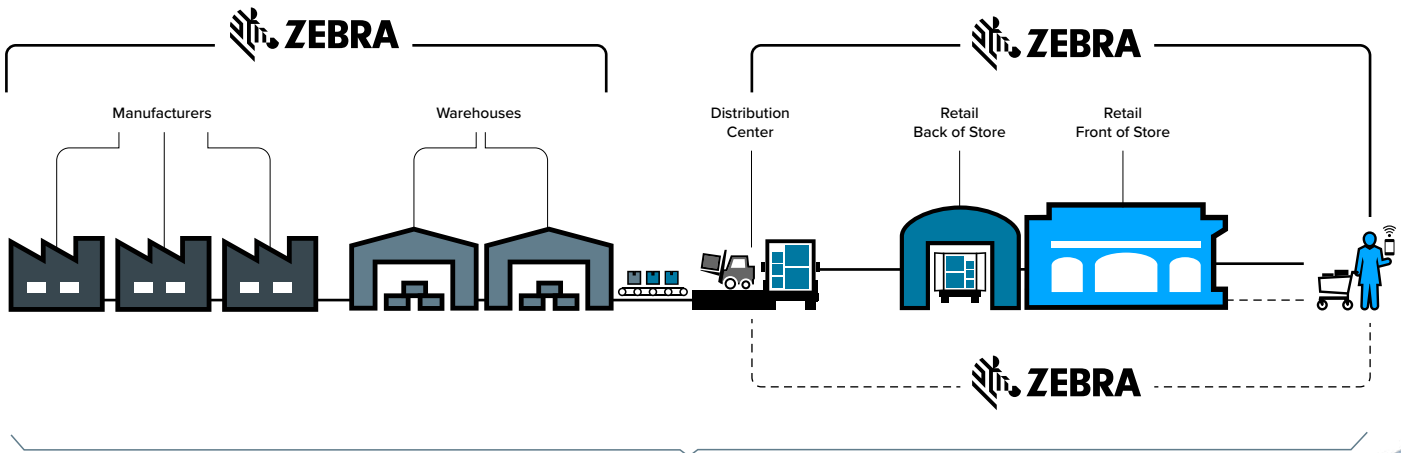 ZEBRA
ZEBRA
Manufacturers
Warehouses
Distribution
Center
Retail
Back of Store
Retail
Front of Store
ZEBRA